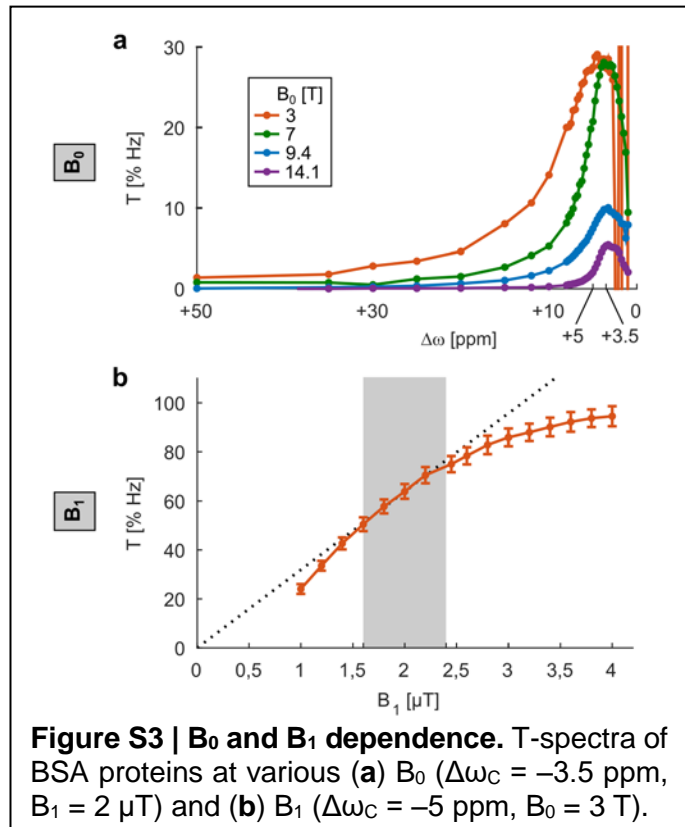 a
30
20
10
0
T [% Hz]
B₀
B₀ [T]
3
7
9.4
14.1
+50
+30
+10
0
+5
+3.5
Δω [ppm]
b
100
80
60
40
20
0
T [% Hz]
B₁
0
0,5
1
1,5
2
2,5
3
3,5
4
B₁ [µT]
Figure S3 | B₀ and B₁ dependence. T-spectra of
BSA proteins at various (a) B₀ (Δω_C = –3.5 ppm,
B₁ = 2 µT) and (b) B₁ (Δω_C = –5 ppm, B₀ = 3 T).